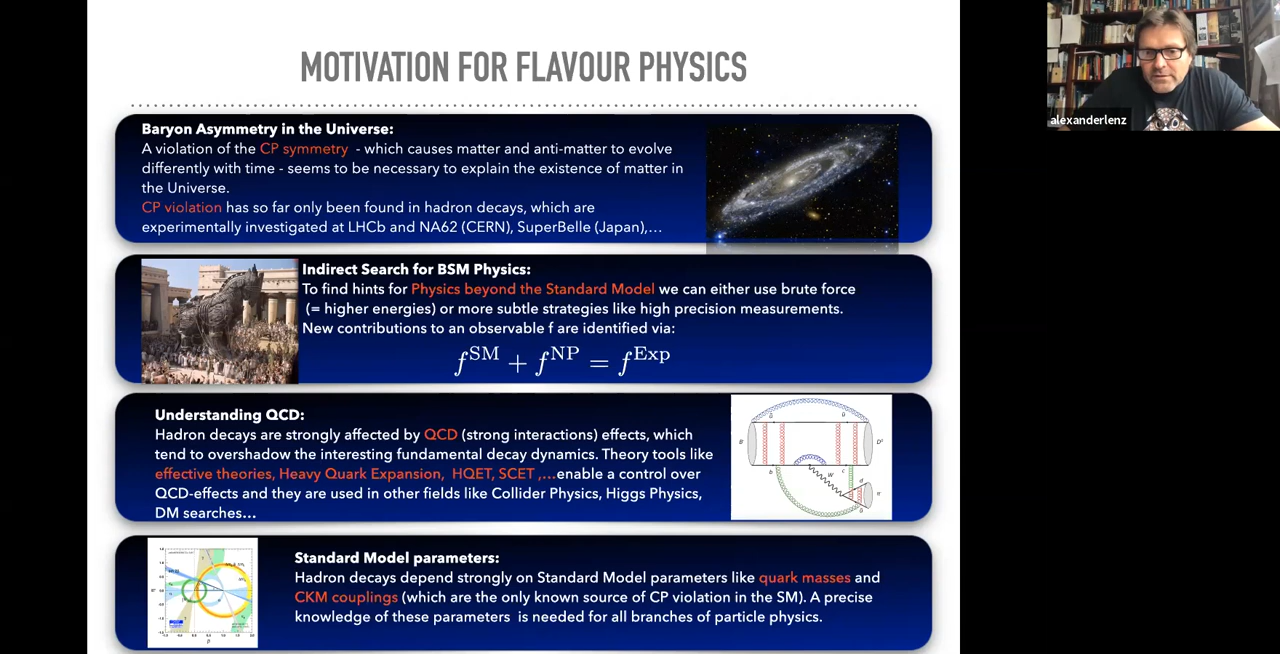 MOTIVATION FOR FLAVOUR PHYSICS
alexanderlenz
Baryon Asymmetry in the Universe:
A violation of the CP symmetry - which causes matter and anti-matter to evolve
differently with time - seems to be necessary to explain the existence of matter in
the Universe.
CP violation has so far only been found in hadron decays, which are
experimentally investigated at LHCb and NA62 (CERN), SuperBelle (Japan),...
Indirect Search for BSM Physics:
To find hints for Physics beyond the Standard Model we can either use brute force
(= higher energies) or more subtle strategies like high precision measurements.
New contributions to an observable f are identified via:
f^SM + f^NP = f^Exp
Understanding QCD:
Hadron decays are strongly affected by QCD (strong interactions) effects, which
tend to overshadow the interesting fundamental decay dynamics. Theory tools like
effective theories, Heavy Quark Expansion, HQET, SCET ,...enable a control over
QCD-effects and they are used in other fields like Collider Physics, Higgs Physics,
DM searches...
Standard Model parameters:
Hadron decays depend strongly on Standard Model parameters like quark masses and
CKM couplings (which are the only known source of CP violation in the SM). A precise
knowledge of these parameters is needed for all branches of particle physics.